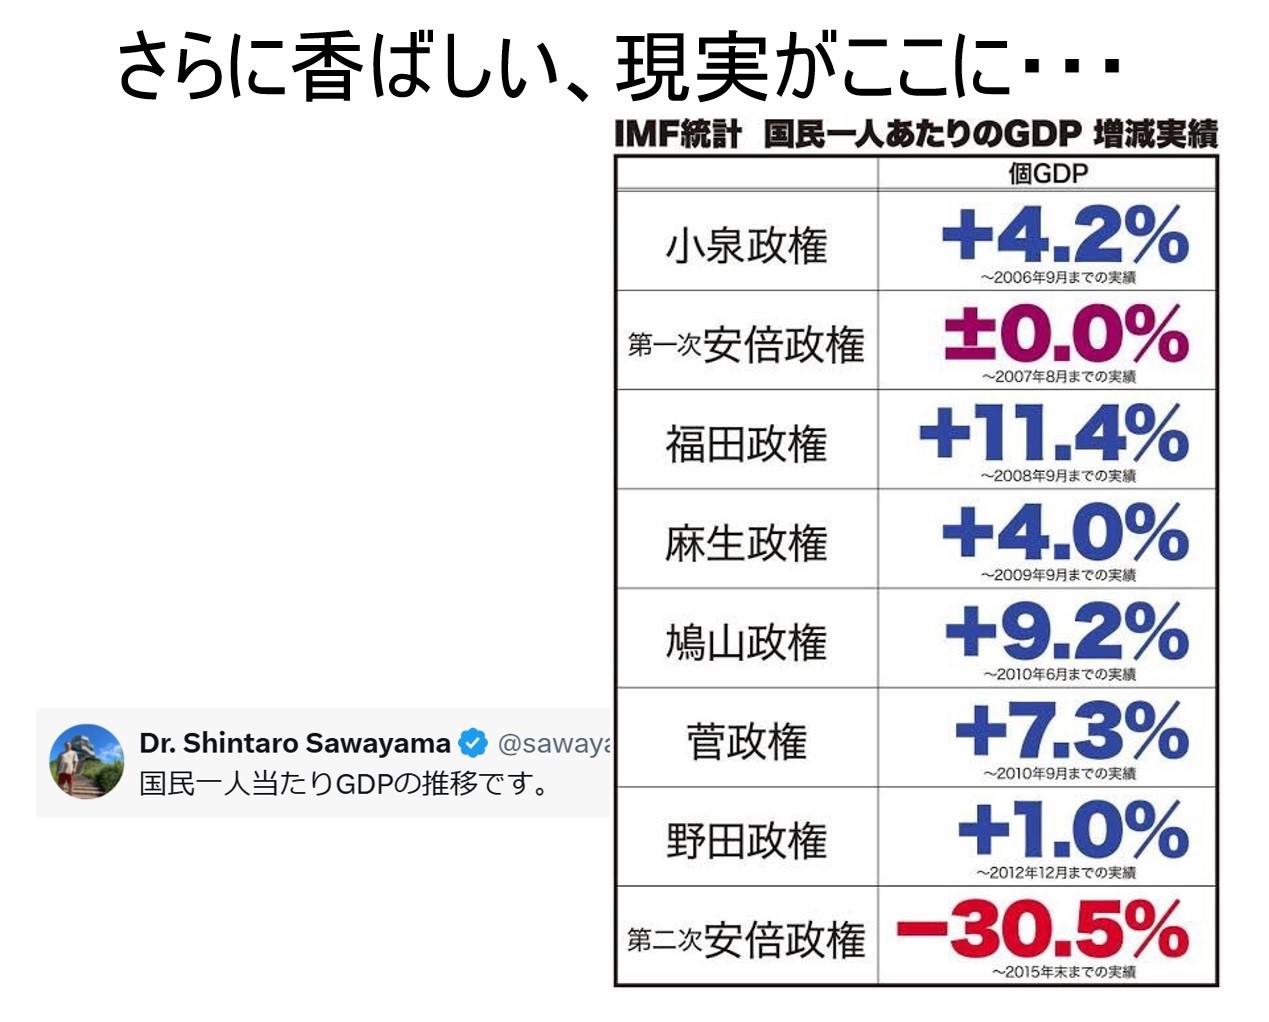 さらに香ばしい、現実がここに・・・
IMF統計 国民一人あたりのGDP 増減実績
個GDP
小泉政権 +4.2%
～2006年9月までの実績
第一次安倍政権 ±0.0%
～2007年8月までの実績
福田政権 +11.4%
～2008年9月までの実績
麻生政権 +4.0%
～2009年9月までの実績
鳩山政権 +9.2%
～2010年6月までの実績
菅政権 +7.3%
～2010年9月までの実績
野田政権 +1.0%
～2012年12月までの実績
第二次安倍政権 −30.5%
～2015年末までの実績
Dr. Shintaro Sawayama @saway
国民一人当たりGDPの推移です。